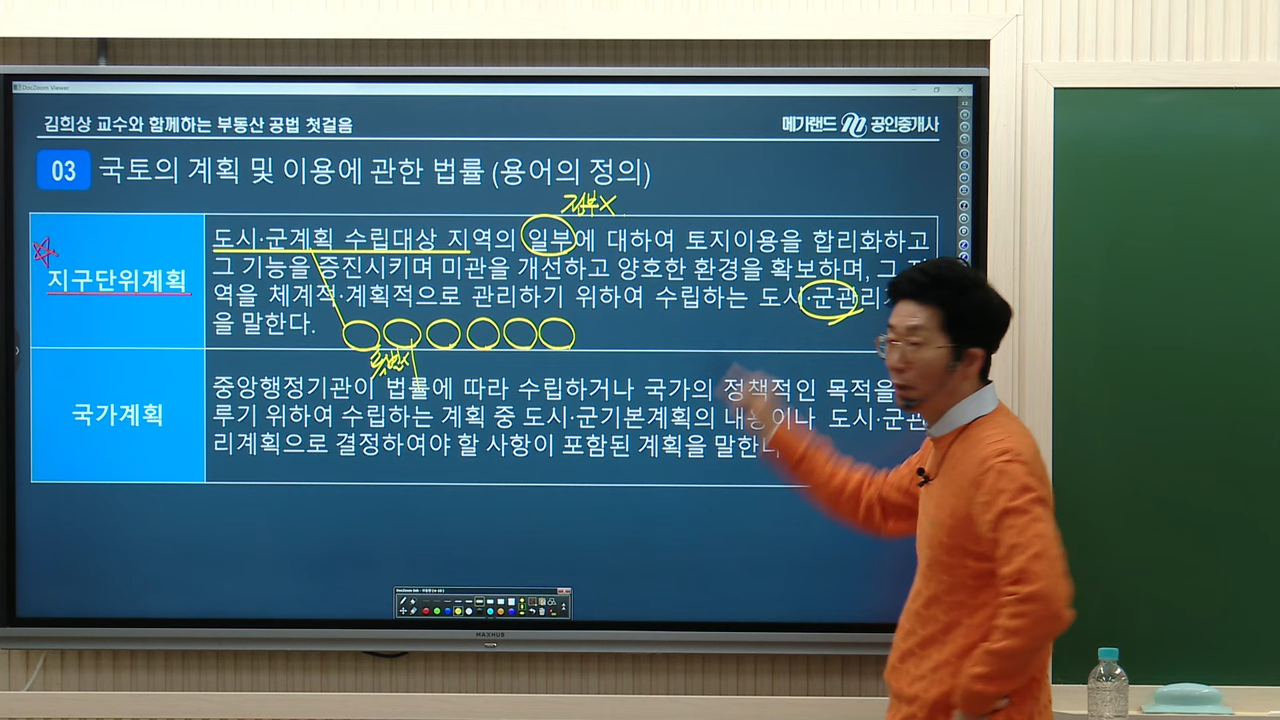 DocZoom Viewer
김희상 교수와 함께하는 부동산 공법 첫걸음
메가랜드 공인중개사
03 국토의 계획 및 이용에 관한 법률 (용어의 정의)
전부 X
지구단위계획
도시·군계획 수립대상 지역의 일부에 대하여 토지이용을 합리화하고
그 기능을 증진시키며 미관을 개선하고 양호한 환경을 확보하며, 그
역을 체계적·계획적으로 관리하기 위하여 수립하는 도시·군관리
을 말한다.
국가계획
중앙행정기관이 법률에 따라 수립하거나 국가의 정책적인 목적을
루기 위하여 수립하는 계획 중 도시·군기본계획의 내용이나 도시·군관
리계획으로 결정하여야 할 사항이 포함된 계획을 말한다
MAXHUB